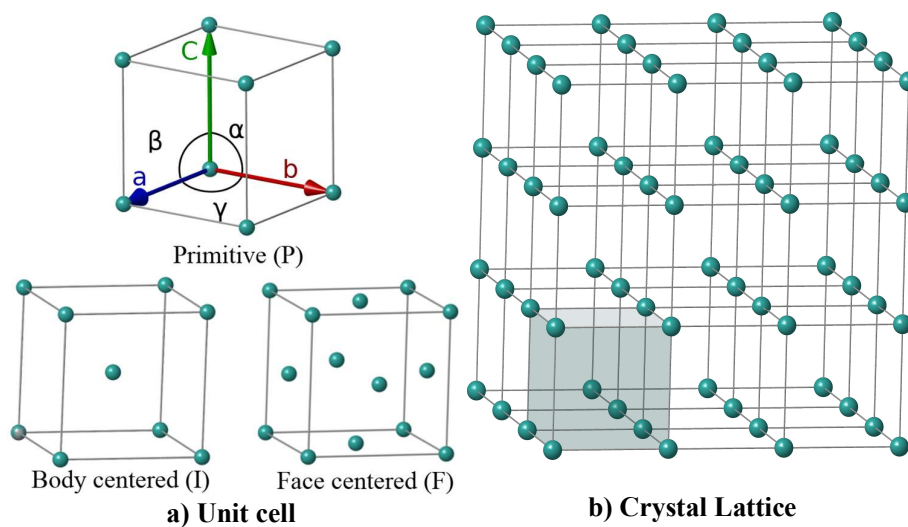 C
β
α
a
b
γ
Primitive (P)
Body centered (I)
Face centered (F)
a) Unit cell
b) Crystal Lattice